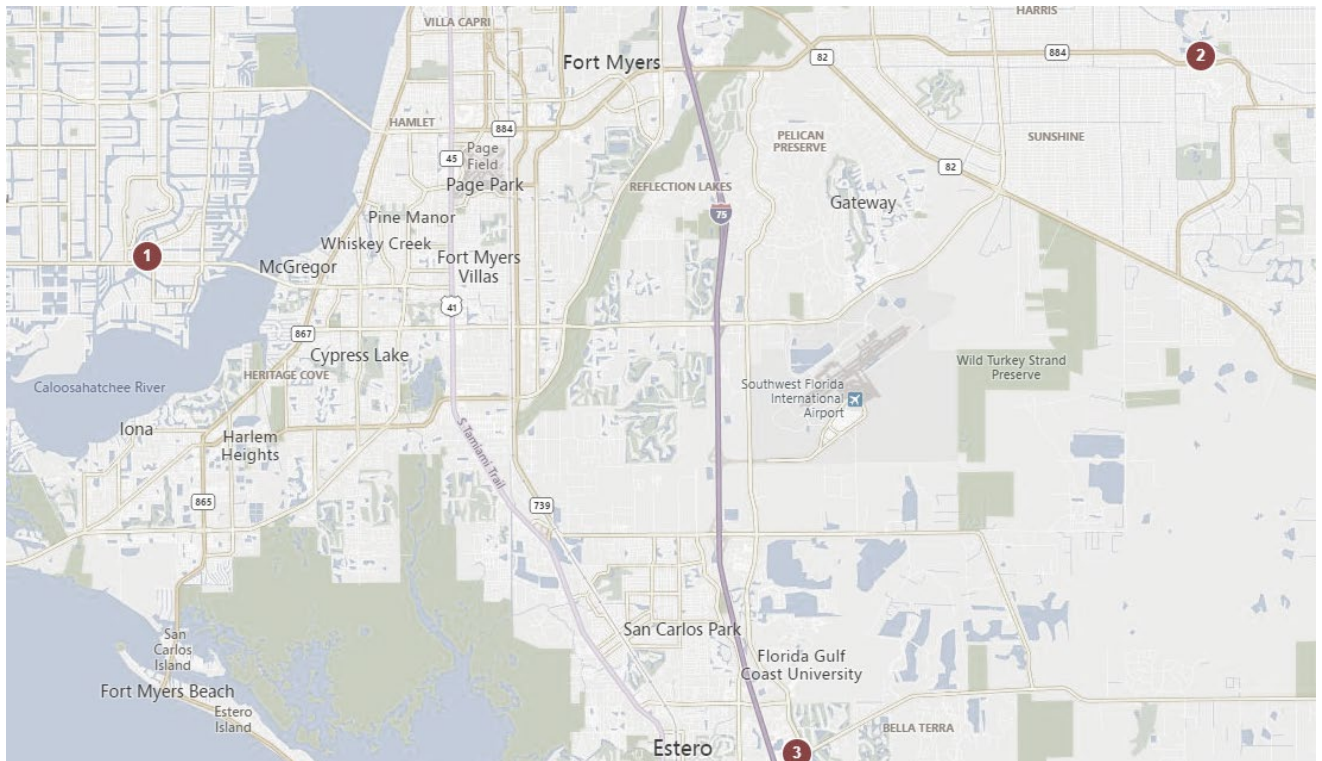 HARRIS
VILLA CAPRI
884
2
82
Fort Myers
HAMLET
884
PELICAN
PRESERVE
SUNSHINE
45
Page
Field
82
Page Park
REFLECTION LAKES
Gateway
75
Pine Manor
Whiskey Creek
1
McGregor
Fort Myers
Villas
41
867
Cypress Lake
HERITAGE COVE
Wild Turkey Strand
Preserve
Caloosahatchee River
Southwest Florida
International
Airport
Iona
Harlem
Heights
S Tamiami Trail
865
739
San Carlos Park
San
Carlos
Island
Florida Gulf
Coast University
Fort Myers Beach
Estero
Island
BELLA TERRA
Estero
3